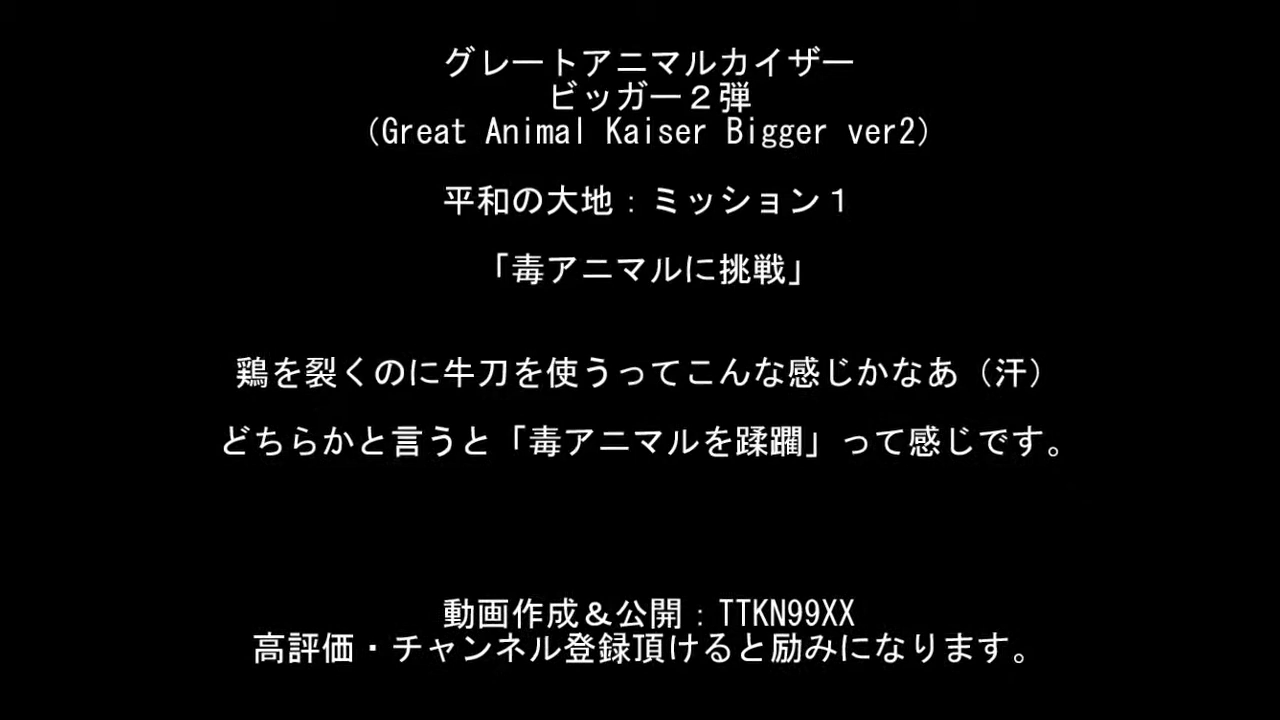 グレートアニマルカイザー
ビッガー２弾
(Great Animal Kaiser Bigger ver2)
平和の大地：ミッション１
「毒アニマルに挑戦」
鶏を裂くのに牛刀を使うってこんな感じかなあ（汗）
どちらかと言うと「毒アニマルを蹂躙」って感じです。
動画作成＆公開：TTKN99XX
高評価・チャンネル登録頂けると励みになります。